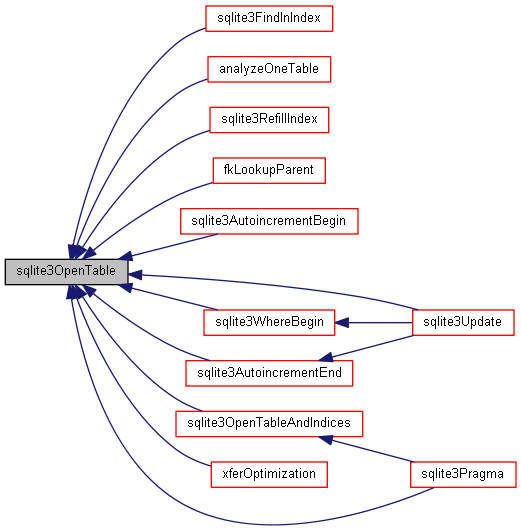 sqlite3FindInIndex
analyzeOneTable
sqlite3RefillIndex
fkLookupParent
sqlite3AutoincrementBegin
sqlite3OpenTable
sqlite3WhereBegin
sqlite3Update
sqlite3AutoincrementEnd
sqlite3OpenTableAndIndices
xferOptimization
sqlite3Pragma